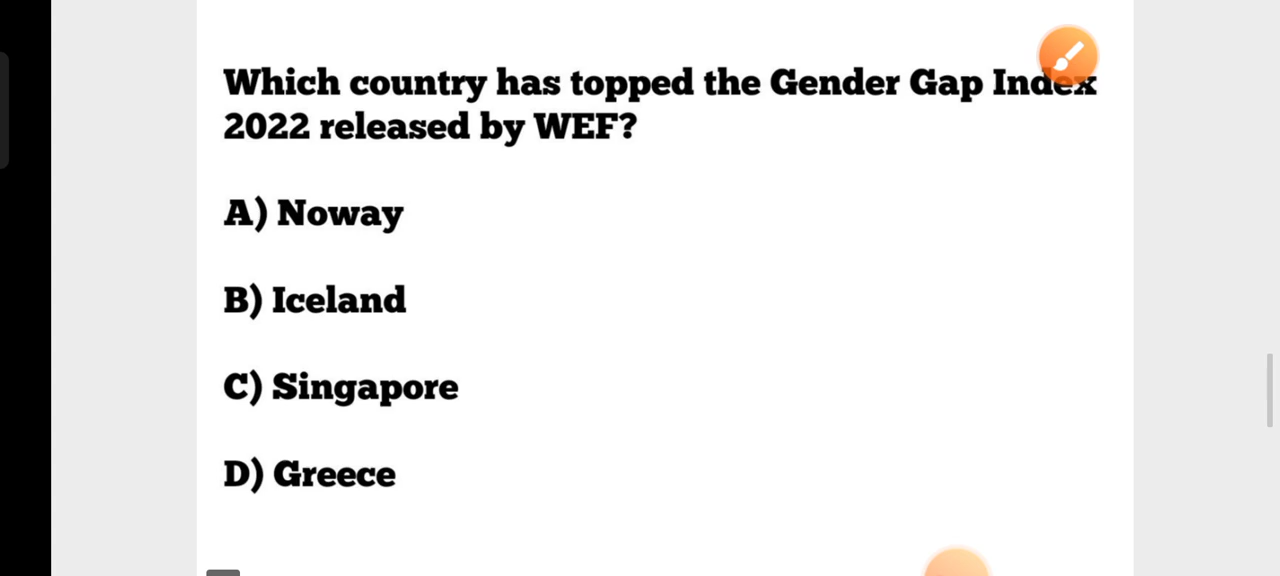 Which country has topped the Gender Gap Index
2022 released by WEF?
A) Noway
B) Iceland
C) Singapore
D) Greece